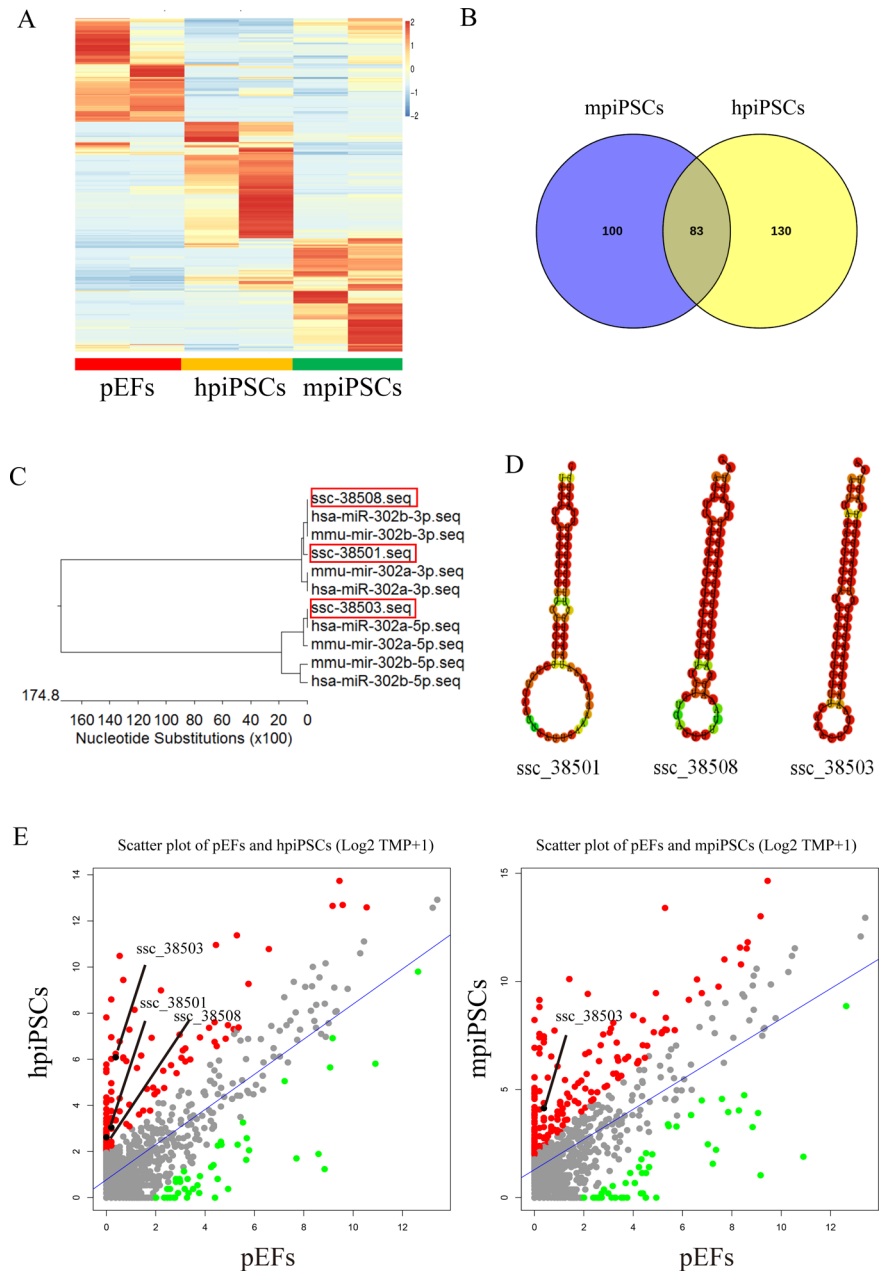 A
2
1
0
−1
−2
pEFs
hpiPSCs
mpiPSCs
B
mpiPSCs
hpiPSCs
100
83
130
C
ssc-38508.seq
hsa-miR-302b-3p.seq
mmu-mir-302b-3p.seq
ssc-38501.seq
mmu-mir-302a-3p.seq
hsa-miR-302a-3p.seq
ssc-38503.seq
hsa-miR-302a-5p.seq
mmu-mir-302a-5p.seq
mmu-mir-302b-5p.seq
hsa-miR-302b-5p.seq
174.8
160 140 120 100 80 60 40 20 0
Nucleotide Substitutions (x100)
D
ssc_38501
ssc_38508
ssc_38503
E
Scatter plot of pEFs and hpiPSCs (Log2 TMP+1)
hpiPSCs
14
12
10
8
6
4
2
0
ssc_38503
ssc_38501
ssc_38508
0 2 4 6 8 10 12
pEFs
Scatter plot of pEFs and mpiPSCs (Log2 TMP+1)
mpiPSCs
15
10
5
0
ssc_38503
0 2 4 6 8 10 12
pEFs